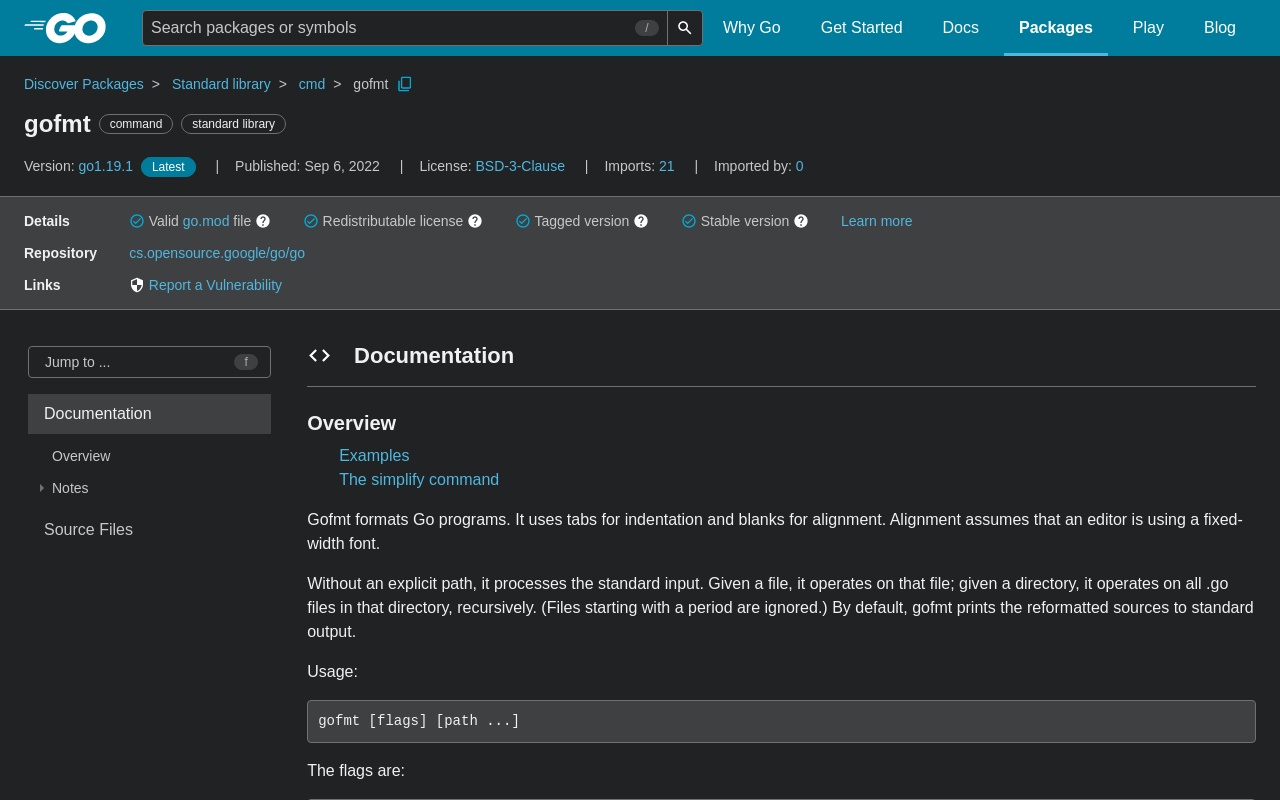 GO
Search packages or symbols /
Why Go Get Started Docs Packages Play Blog
Discover Packages > Standard library > cmd > gofmt
gofmt command standard library
Version: go1.19.1 Latest | Published: Sep 6, 2022 | License: BSD-3-Clause | Imports: 21 | Imported by: 0
Details Valid go.mod file Redistributable license Tagged version Stable version Learn more
Repository cs.opensource.google/go/go
Links Report a Vulnerability
Jump to ... f
Documentation
Overview
Notes
Source Files
Documentation
Overview
Examples
The simplify command
Gofmt formats Go programs. It uses tabs for indentation and blanks for alignment. Alignment assumes that an editor is using a fixed-
width font.
Without an explicit path, it processes the standard input. Given a file, it operates on that file; given a directory, it operates on all .go
files in that directory, recursively. (Files starting with a period are ignored.) By default, gofmt prints the reformatted sources to standard
output.
Usage:
gofmt [flags] [path ...]
The flags are: